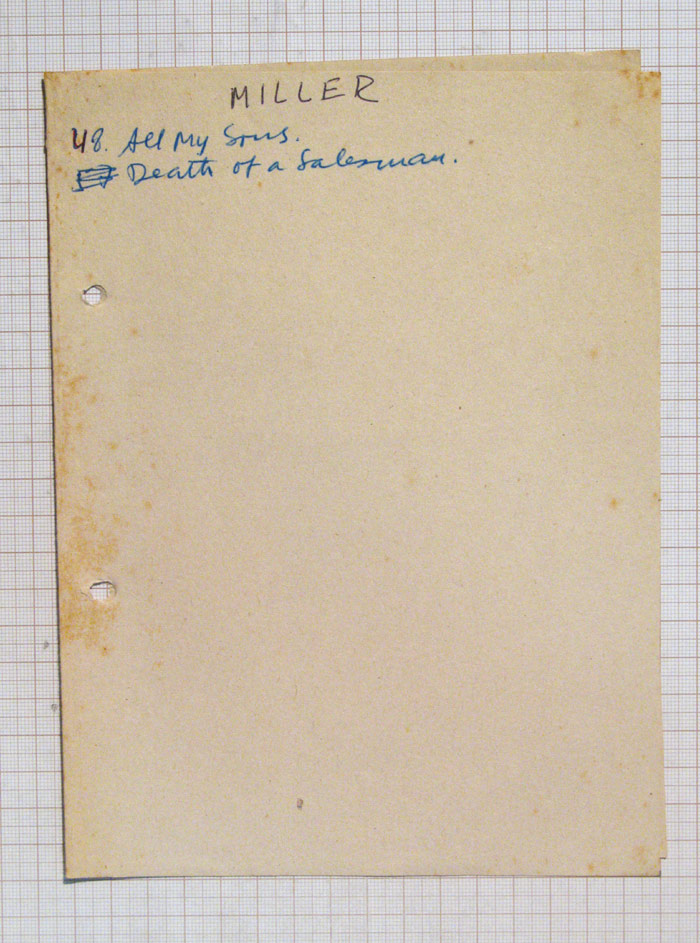 MILLER
48. All My Sons.
Death of a Salesman.